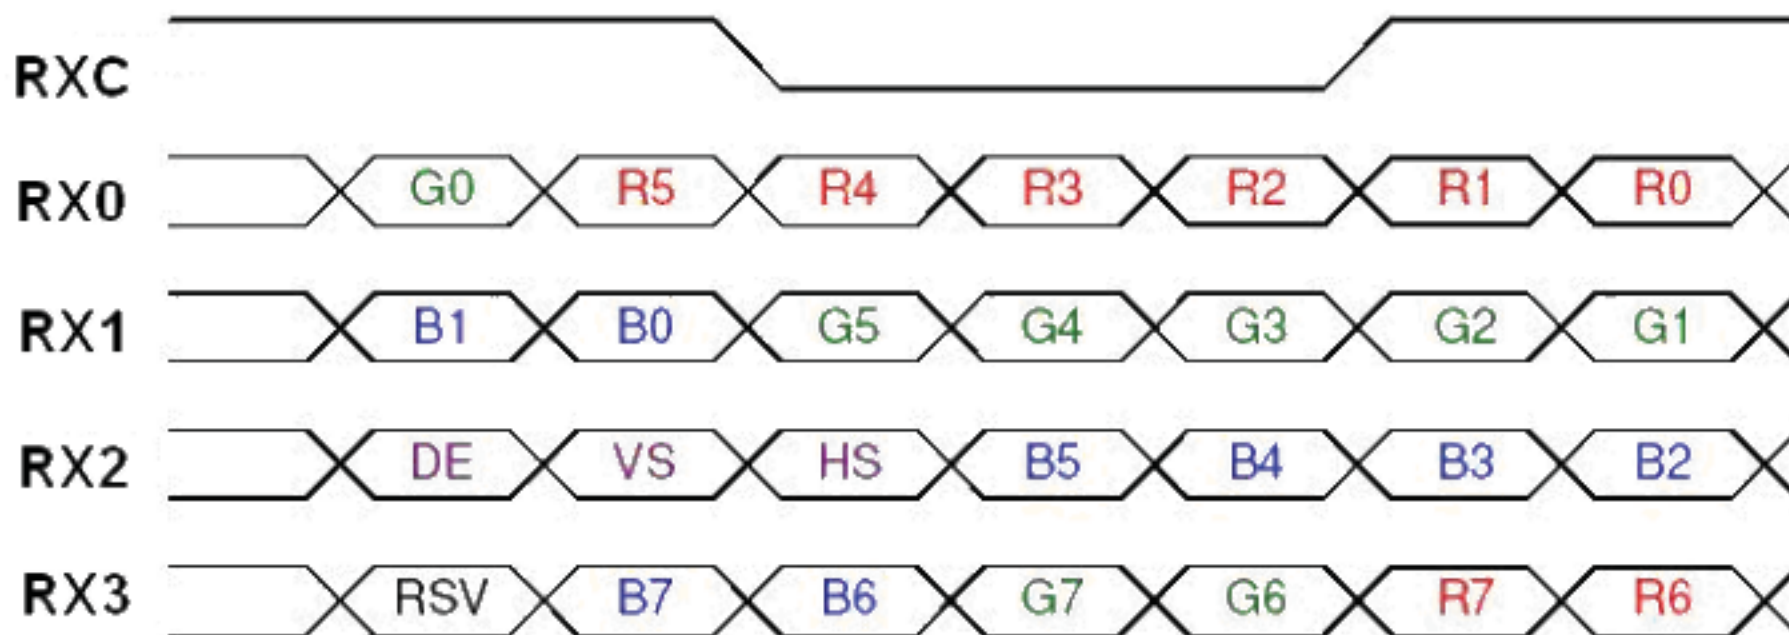 RXC
RX0 G0 R5 R4 R3 R2 R1 R0
RX1 B1 B0 G5 G4 G3 G2 G1
RX2 DE VS HS B5 B4 B3 B2
RX3 RSV B7 B6 G7 G6 R7 R6